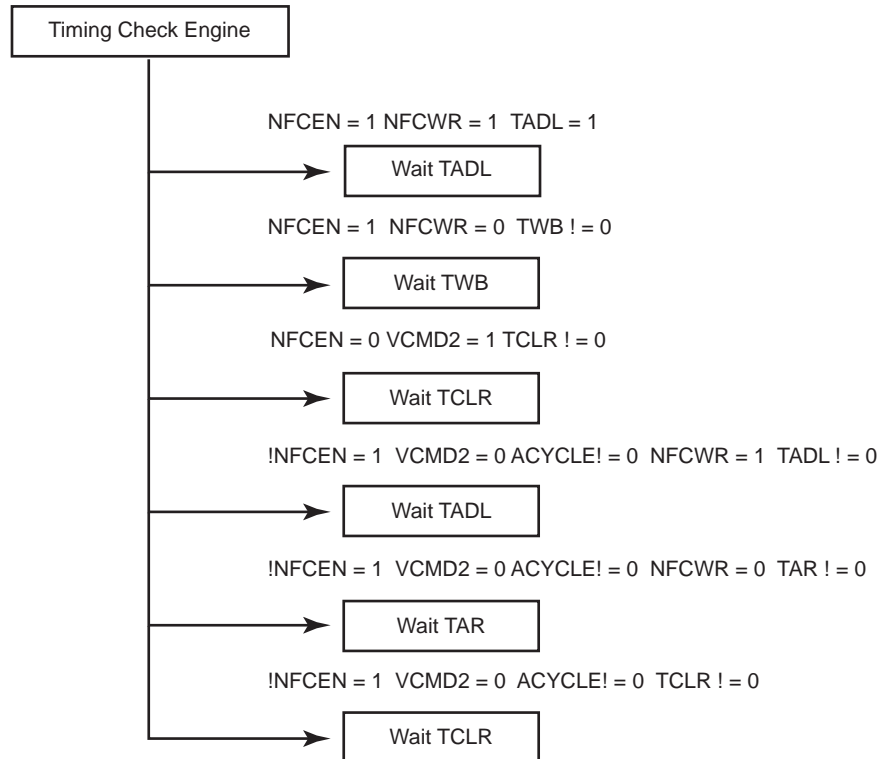 Timing Check Engine
NFCEN = 1 NFCWR = 1 TADL = 1
Wait TADL
NFCEN = 1 NFCWR = 0 TWB ! = 0
Wait TWB
NFCEN = 0 VCMD2 = 1 TCLR ! = 0
Wait TCLR
!NFCEN = 1 VCMD2 = 0 ACYCLE! = 0 NFCWR = 1 TADL ! = 0
Wait TADL
!NFCEN = 1 VCMD2 = 0 ACYCLE! = 0 NFCWR = 0 TAR ! = 0
Wait TAR
!NFCEN = 1 VCMD2 = 0 ACYCLE! = 0 TCLR ! = 0
Wait TCLR